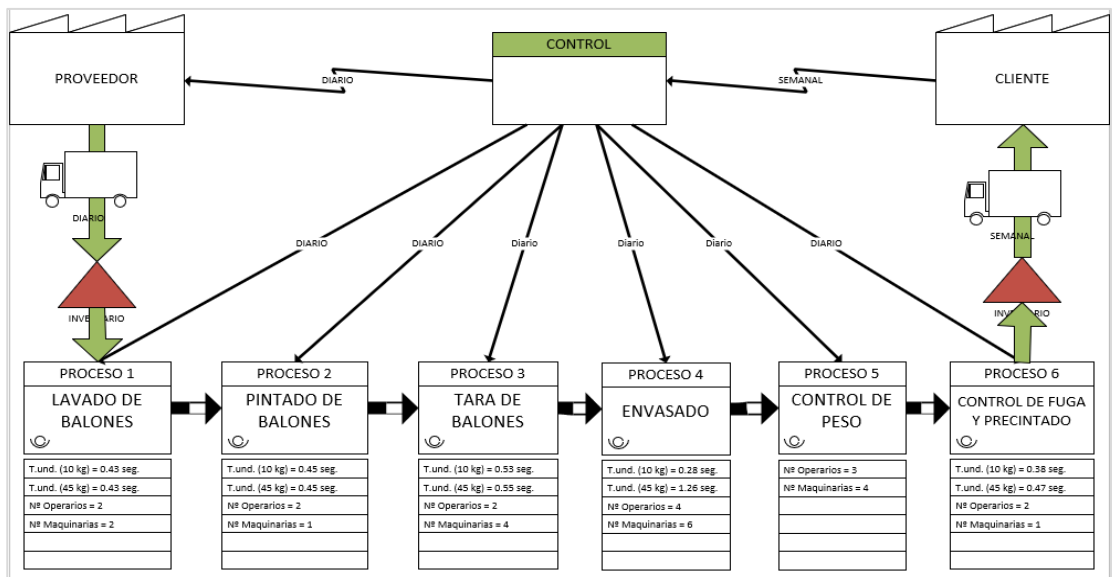 CONTROL
PROVEEDOR
DIARIO
SEMANAL
CLIENTE
DIARIO
INVENTARIO
DIARIO
DIARIO
Diario
Diario
Diario
DIARIO
SEMANAL
INVENTARIO
PROCESO 1
LAVADO DE
BALONES
T.und. (10 kg) = 0.43 seg.
T.und. (45 kg) = 0.43 seg.
Nº Operarios = 2
Nº Maquinarias = 2
PROCESO 2
PINTADO DE
BALONES
T.und. (10 kg) = 0.45 seg.
T.und. (45 kg) = 0.45 seg.
Nº Operarios = 2
Nº Maquinarias = 1
PROCESO 3
TARA DE
BALONES
T.und. (10 kg) = 0.53 seg.
T.und. (45 kg) = 0.55 seg.
Nº Operarios = 2
Nº Maquinarias = 4
PROCESO 4
ENVASADO
T.und. (10 kg) = 0.28 seg.
T.und. (45 kg) = 1.26 seg.
Nº Operarios = 4
Nº Maquinarias = 6
PROCESO 5
CONTROL DE
PESO
Nº Operarios = 3
Nº Maquinarias = 4
PROCESO 6
CONTROL DE FUGA
Y PRECINTADO
T.und. (10 kg) = 0.38 seg.
T.und. (45 kg) = 0.47 seg.
Nº Operarios = 2
Nº Maquinarias = 1